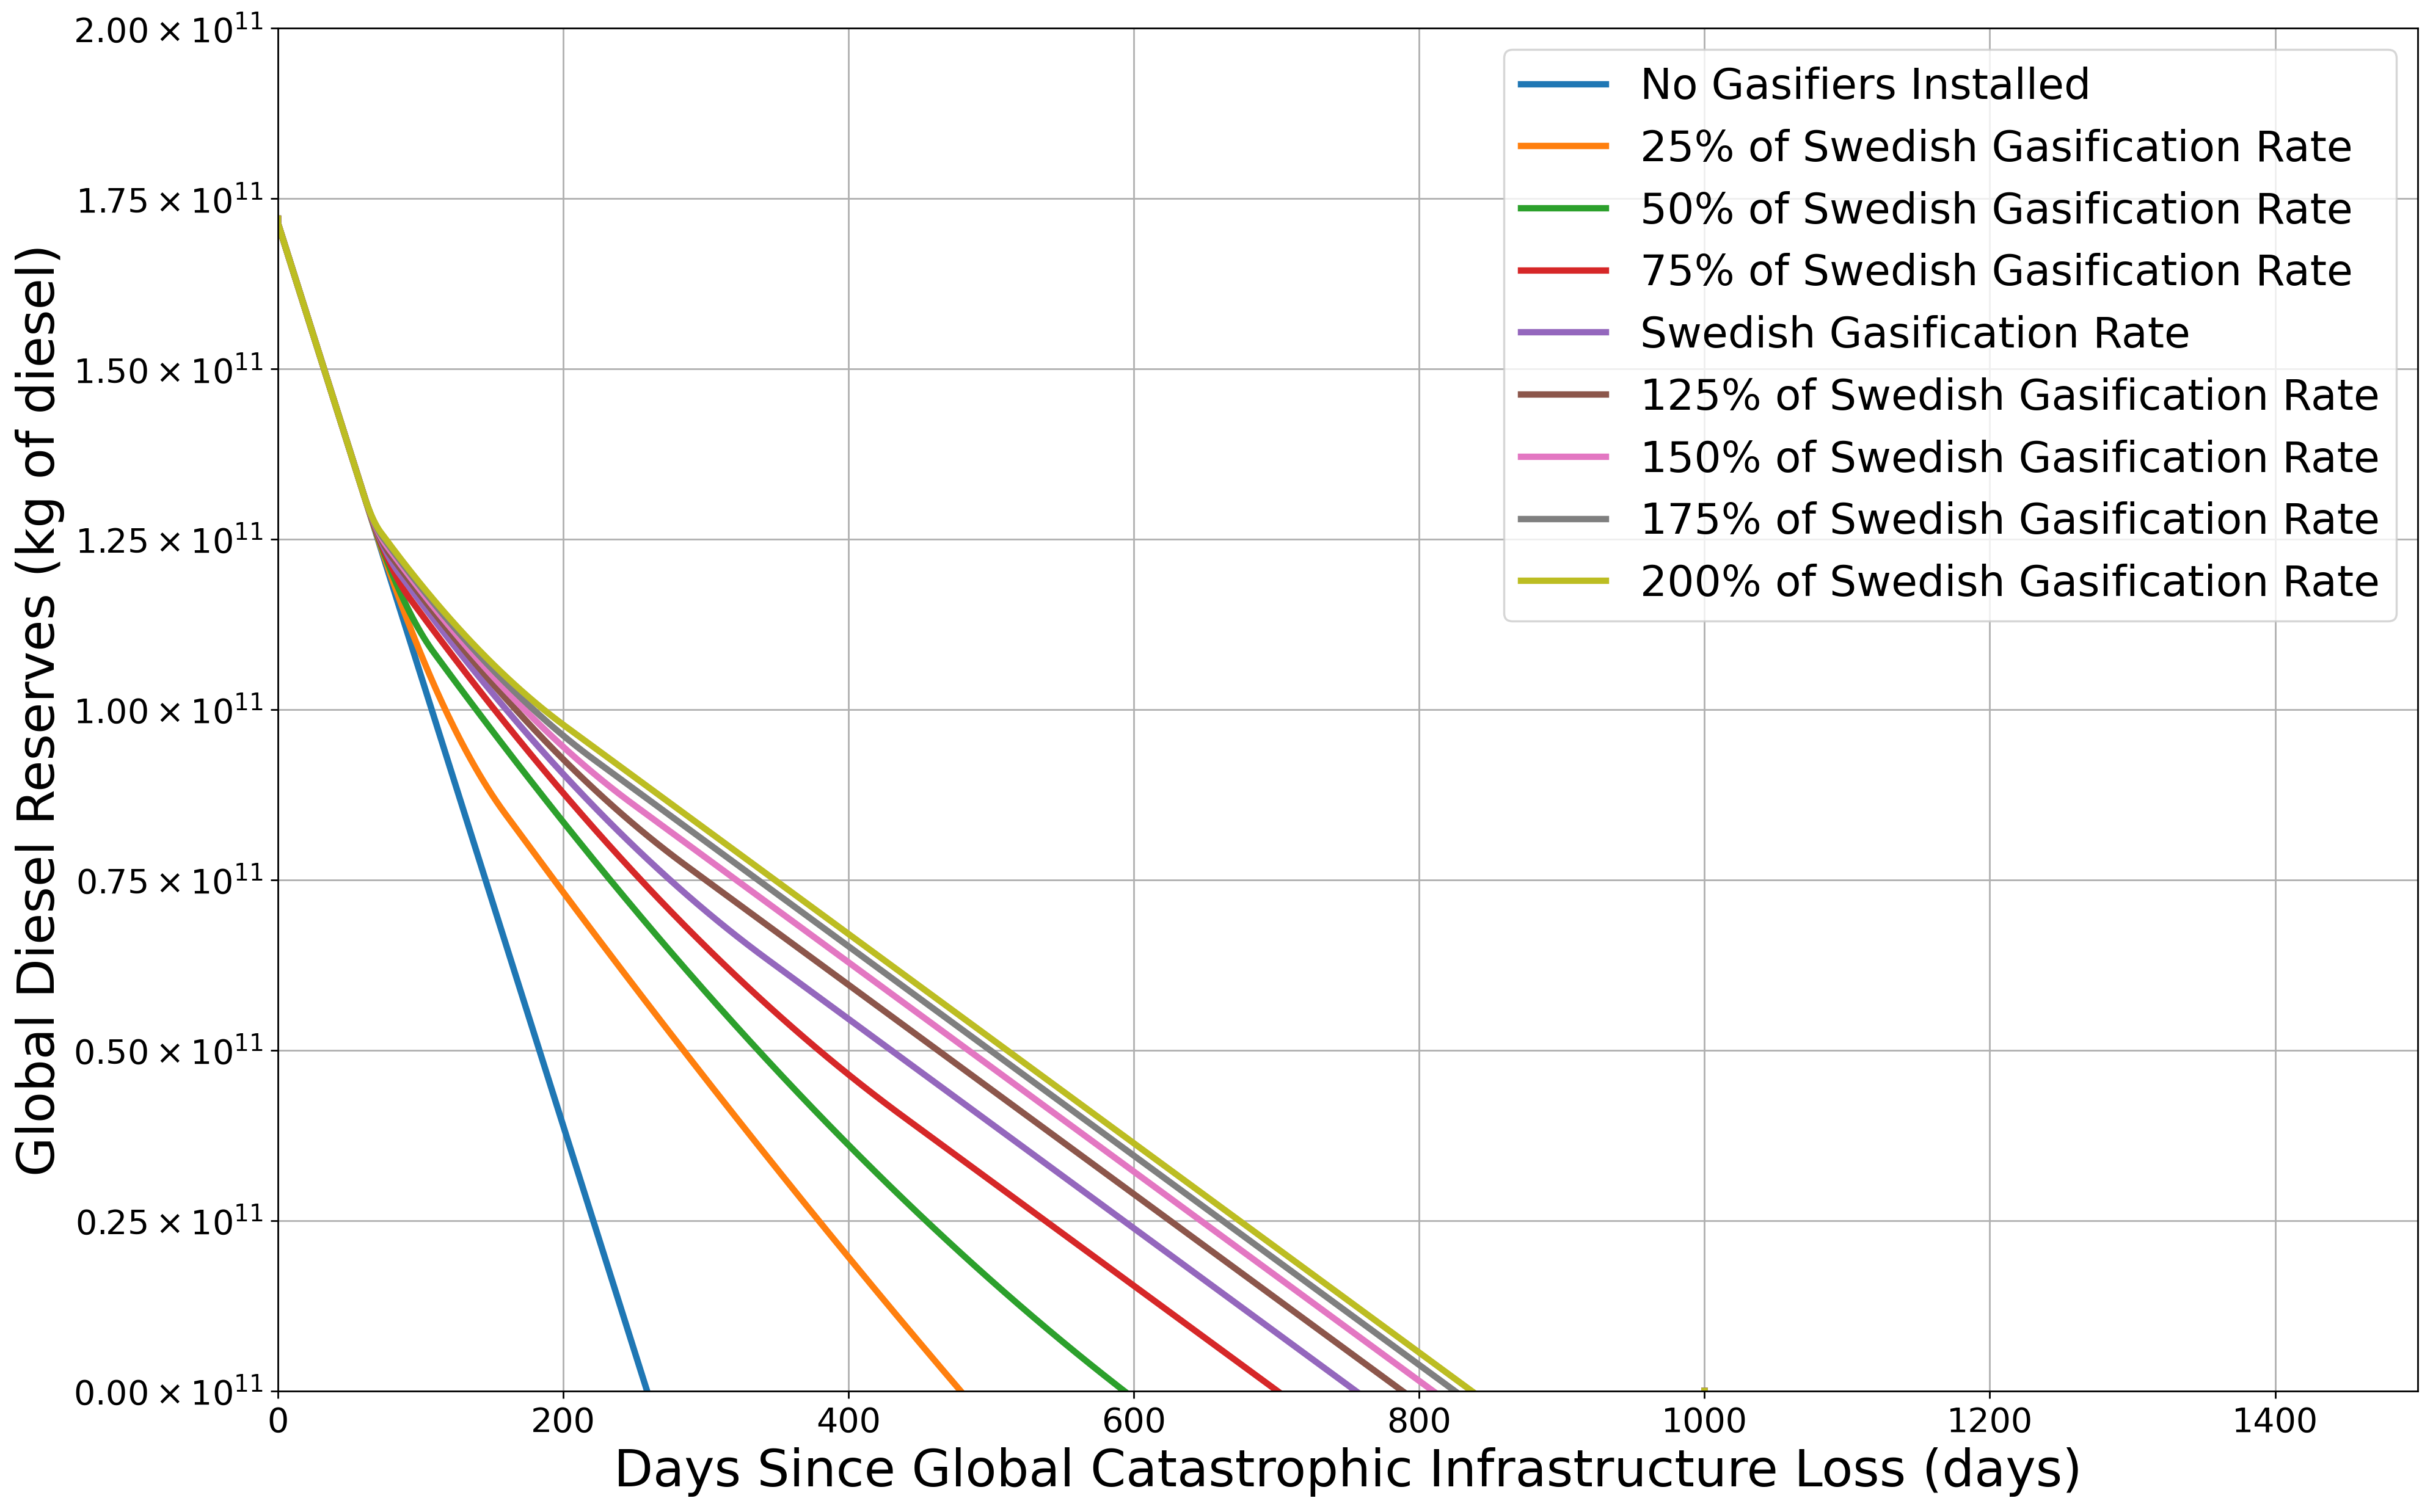 Global Diesel Reserves (kg of diesel)
2.00 × 10¹¹
1.75 × 10¹¹
1.50 × 10¹¹
1.25 × 10¹¹
1.00 × 10¹¹
0.75 × 10¹¹
0.50 × 10¹¹
0.25 × 10¹¹
0.00 × 10¹¹
No Gasifiers Installed
25% of Swedish Gasification Rate
50% of Swedish Gasification Rate
75% of Swedish Gasification Rate
Swedish Gasification Rate
125% of Swedish Gasification Rate
150% of Swedish Gasification Rate
175% of Swedish Gasification Rate
200% of Swedish Gasification Rate
0 200 400 600 800 1000 1200 1400
Days Since Global Catastrophic Infrastructure Loss (days)